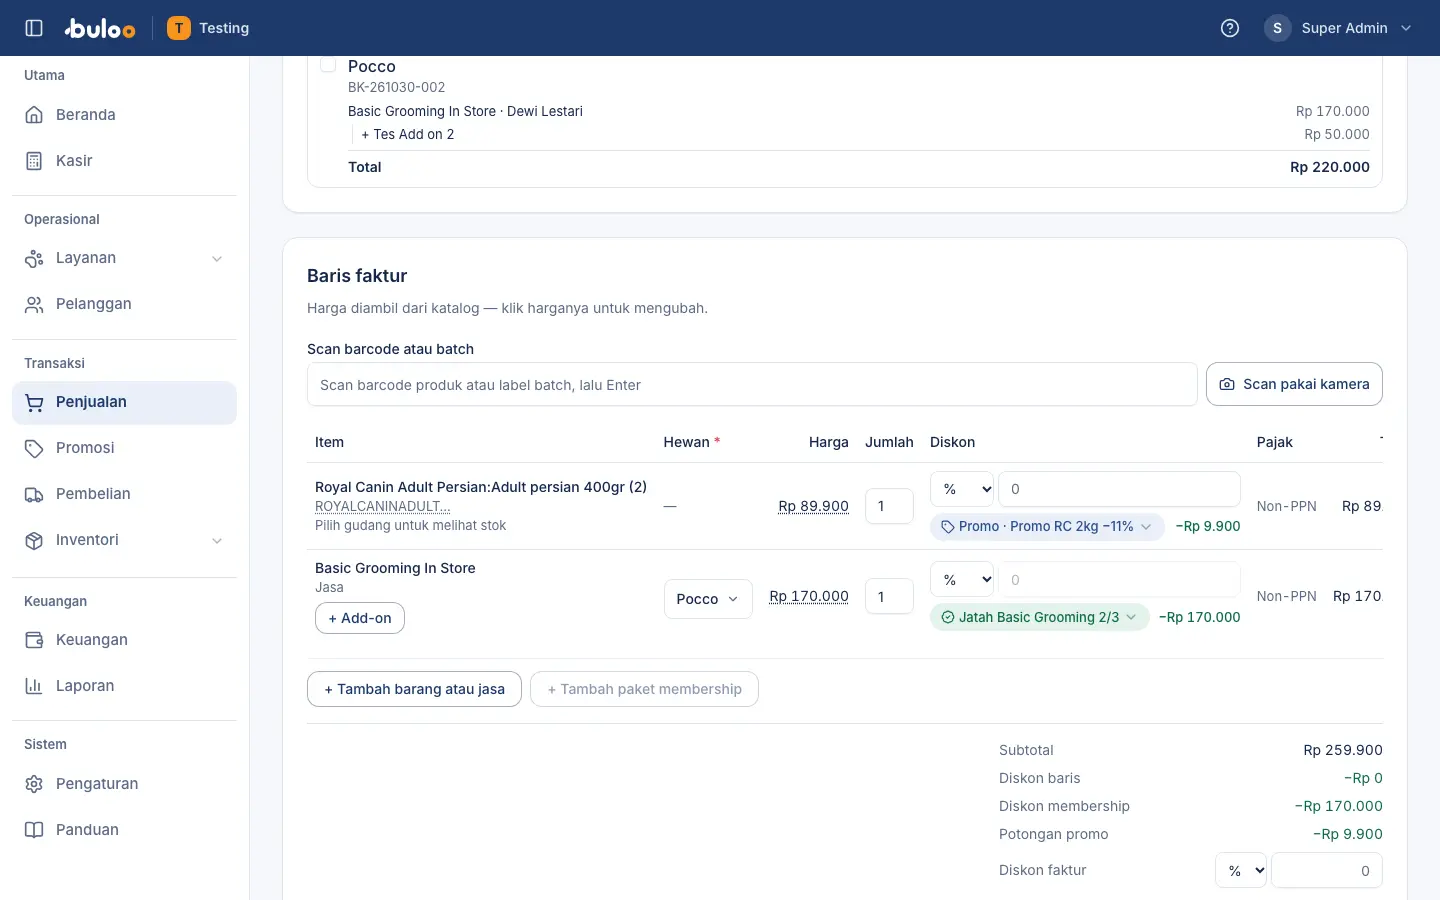 buloo
T Testing
S Super Admin
Utama
Beranda
Kasir
Operasional
Layanan
Pelanggan
Transaksi
Penjualan
Promosi
Pembelian
Inventori
Keuangan
Keuangan
Laporan
Sistem
Pengaturan
Panduan
Pocco
BK-261030-002
Basic Grooming In Store · Dewi Lestari Rp 170.000
+ Tes Add on 2 Rp 50.000
Total Rp 220.000
Baris faktur
Harga diambil dari katalog — klik harganya untuk mengubah.
Scan barcode atau batch
Scan barcode produk atau label batch, lalu Enter
Scan pakai kamera
Item Hewan * Harga Jumlah Diskon Pajak
Royal Canin Adult Persian:Adult persian 400gr (2)
ROYALCANINADULT...
Pilih gudang untuk melihat stok
— Rp 89.900 1 % 0 Non-PPN Rp 89.
Promo · Promo RC 2kg −11% −Rp 9.900
Basic Grooming In Store
Jasa
+ Add-on
Pocco Rp 170.000 1 % 0 Non-PPN Rp 170.
Jatah Basic Grooming 2/3 −Rp 170.000
+ Tambah barang atau jasa + Tambah paket membership
Subtotal Rp 259.900
Diskon baris −Rp 0
Diskon membership −Rp 170.000
Potongan promo −Rp 9.900
Diskon faktur % 0